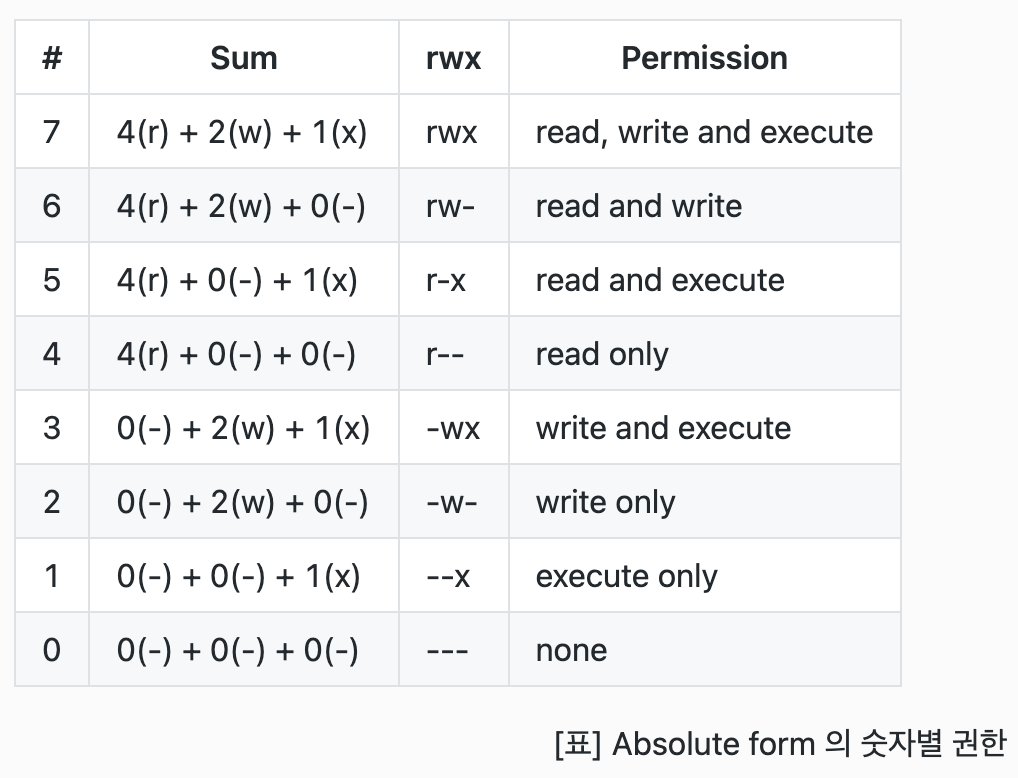 # Sum rwx Permission
7 4(r) + 2(w) + 1(x) rwx read, write and execute
6 4(r) + 2(w) + 0(-) rw- read and write
5 4(r) + 0(-) + 1(x) r-x read and execute
4 4(r) + 0(-) + 0(-) r-- read only
3 0(-) + 2(w) + 1(x) -wx write and execute
2 0(-) + 2(w) + 0(-) -w- write only
1 0(-) + 0(-) + 1(x) --x execute only
0 0(-) + 0(-) + 0(-) --- none
[표] Absolute form 의 숫자별 권한